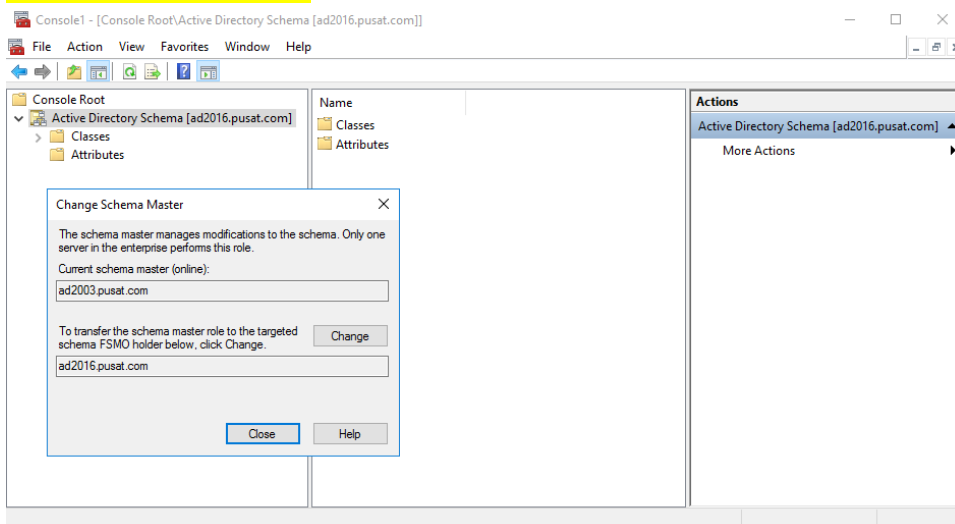 Console1 - [Console Root\Active Directory Schema [ad2016.pusat.com]]
File Action View Favorites Window Help
Console Root
Active Directory Schema [ad2016.pusat.com]
Classes
Attributes
Name
Classes
Attributes
Actions
Active Directory Schema [ad2016.pusat.com]
More Actions
Change Schema Master
The schema master manages modifications to the schema. Only one
server in the enterprise performs this role.
Current schema master (online):
ad2003.pusat.com
To transfer the schema master role to the targeted
schema FSMO holder below, click Change.
Change
ad2016.pusat.com
Close
Help